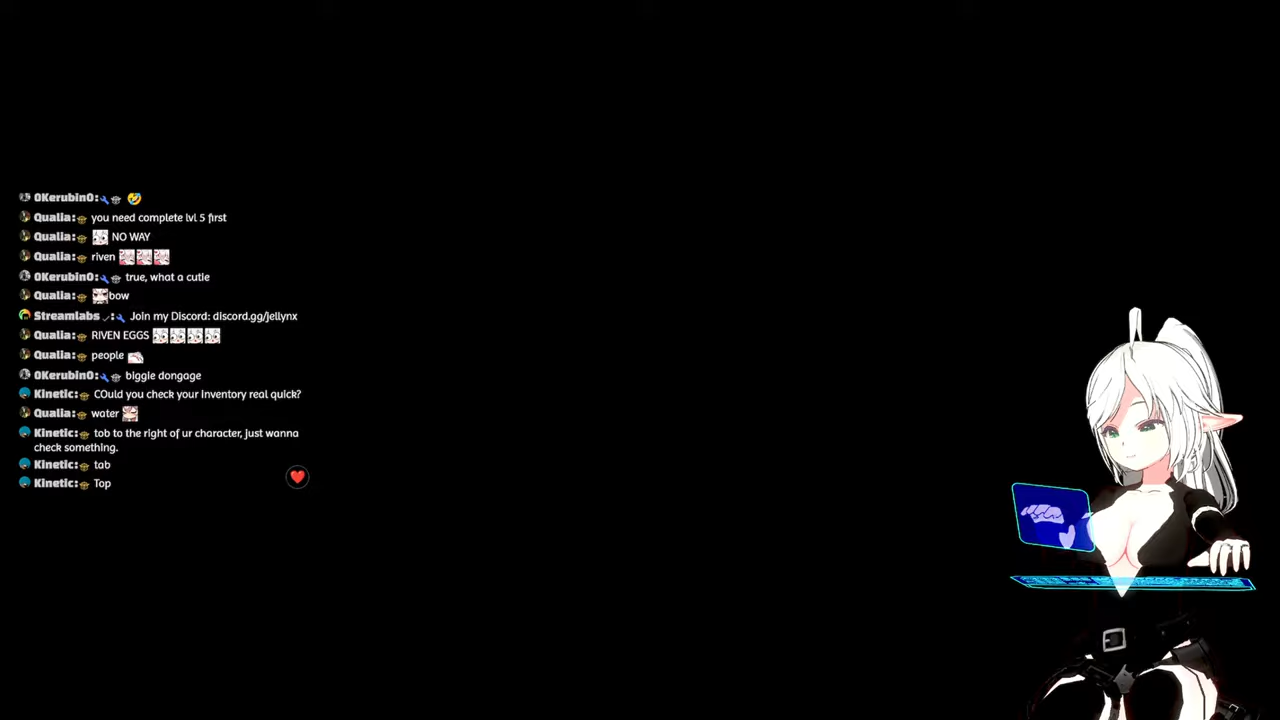 0Kerubin0: 🤣
Qualia: you need complete lvl 5 first
Qualia: NO WAY
Qualia: riven
0Kerubin0: true, what a cutie
Qualia: bow
Streamlabs: Join my Discord: discord.gg/jellynx
Qualia: RIVEN EGGS
Qualia: people
0Kerubin0: biggie dongage
Kinetic: COuld you check your Inventory real quick?
Qualia: water
Kinetic: tob to the right of ur character, just wanna
check something.
Kinetic: tab
Kinetic: Top